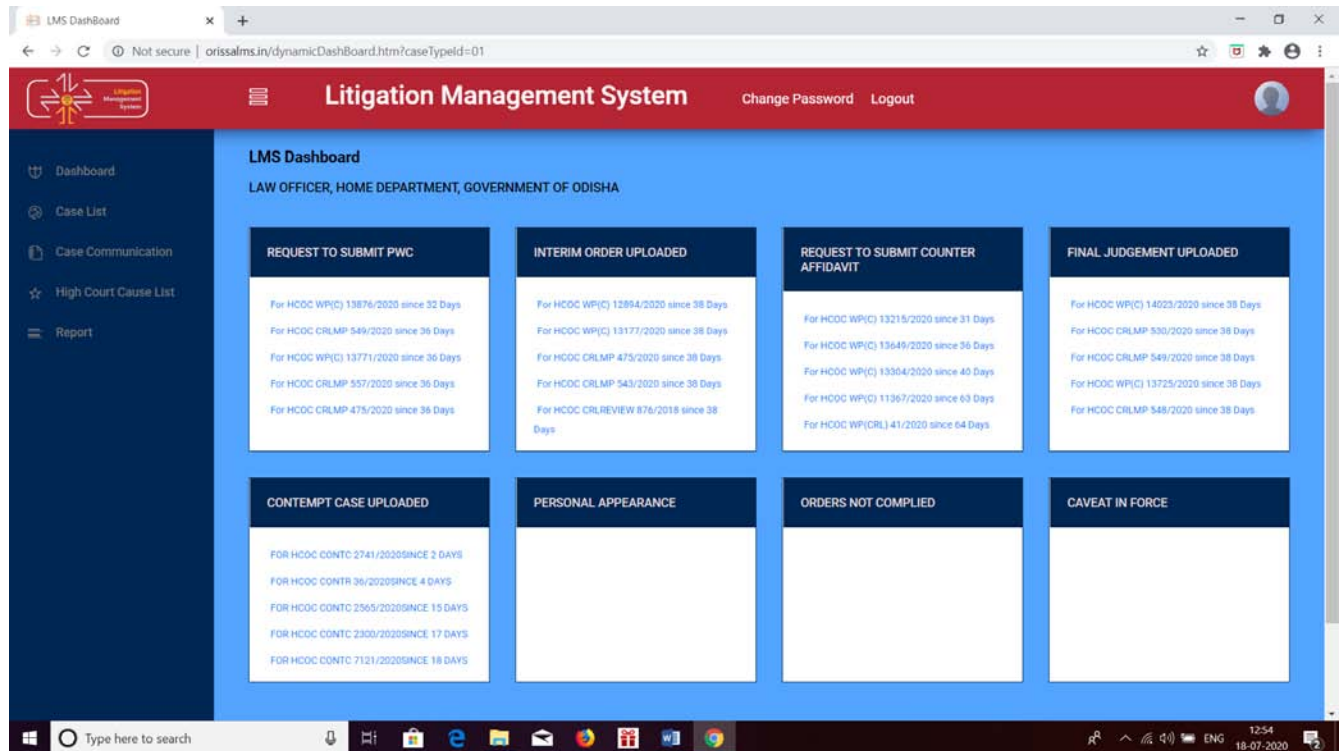 LMS DashBoard
Not secure | orissalms.in/dynamicDashBoard.htm?caseTypeId=01
Litigation
Management
System
Litigation Management System
Change Password
Logout
Dashboard
Case List
Case Communication
High Court Cause List
Report
LMS Dashboard
LAW OFFICER, HOME DEPARTMENT, GOVERNMENT OF ODISHA
REQUEST TO SUBMIT PWC
For HCOC WP(C) 13876/2020 since 32 Days
For HCOC CRLMP 549/2020 since 36 Days
For HCOC WP(C) 13771/2020 since 36 Days
For HCOC CRLMP 557/2020 since 36 Days
For HCOC CRLMP 475/2020 since 36 Days
INTERIM ORDER UPLOADED
For HCOC WP(C) 12894/2020 since 38 Days
For HCOC WP(C) 13177/2020 since 38 Days
For HCOC CRLMP 475/2020 since 38 Days
For HCOC CRLMP 543/2020 since 38 Days
For HCOC CRLREVIEW 876/2018 since 38
Days
REQUEST TO SUBMIT COUNTER
AFFIDAVIT
For HCOC WP(C) 13215/2020 since 31 Days
For HCOC WP(C) 13649/2020 since 36 Days
For HCOC WP(C) 13304/2020 since 40 Days
For HCOC WP(C) 11367/2020 since 63 Days
For HCOC WP(CRL) 41/2020 since 64 Days
FINAL JUDGEMENT UPLOADED
For HCOC WP(C) 14023/2020 since 38 Days
For HCOC CRLMP 530/2020 since 38 Days
For HCOC CRLMP 549/2020 since 38 Days
For HCOC WP(C) 13725/2020 since 38 Days
For HCOC CRLMP 548/2020 since 38 Days
CONTEMPT CASE UPLOADED
FOR HCOC CONTC 2741/2020SINCE 2 DAYS
FOR HCOC CONTR 36/2020SINCE 4 DAYS
FOR HCOC CONTC 2565/2020SINCE 15 DAYS
FOR HCOC CONTC 2300/2020SINCE 17 DAYS
FOR HCOC CONTC 7121/2020SINCE 18 DAYS
PERSONAL APPEARANCE
ORDERS NOT COMPLIED
CAVEAT IN FORCE
Type here to search
ENG
12:54
18-07-2020
2